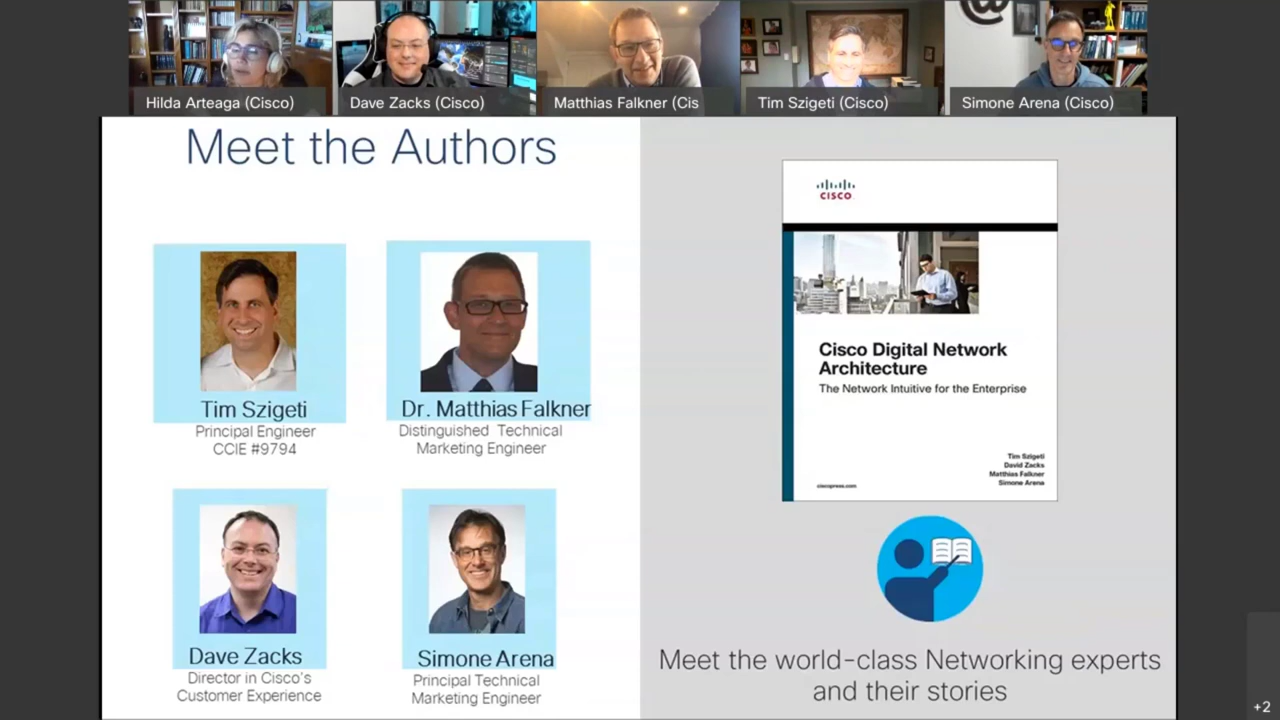 Hilda Arteaga (Cisco)
Dave Zacks (Cisco)
Matthias Falkner (Cis
Tim Szigeti (Cisco)
Simone Arena (Cisco)
Meet the Authors
Tim Szigeti
Principal Engineer
CCIE #9794
Dr. Matthias Falkner
Distinguished Technical
Marketing Engineer
Dave Zacks
Director in Cisco's
Customer Experience
Simone Arena
Principal Technical
Marketing Engineer
CISCO
Cisco Digital Network
Architecture
The Network Intuitive for the Enterprise
Tim Szigeti
David Zacks
Matthias Falkner
Simone Arena
ciscopress.com
Meet the world-class Networking experts
and their stories
+2